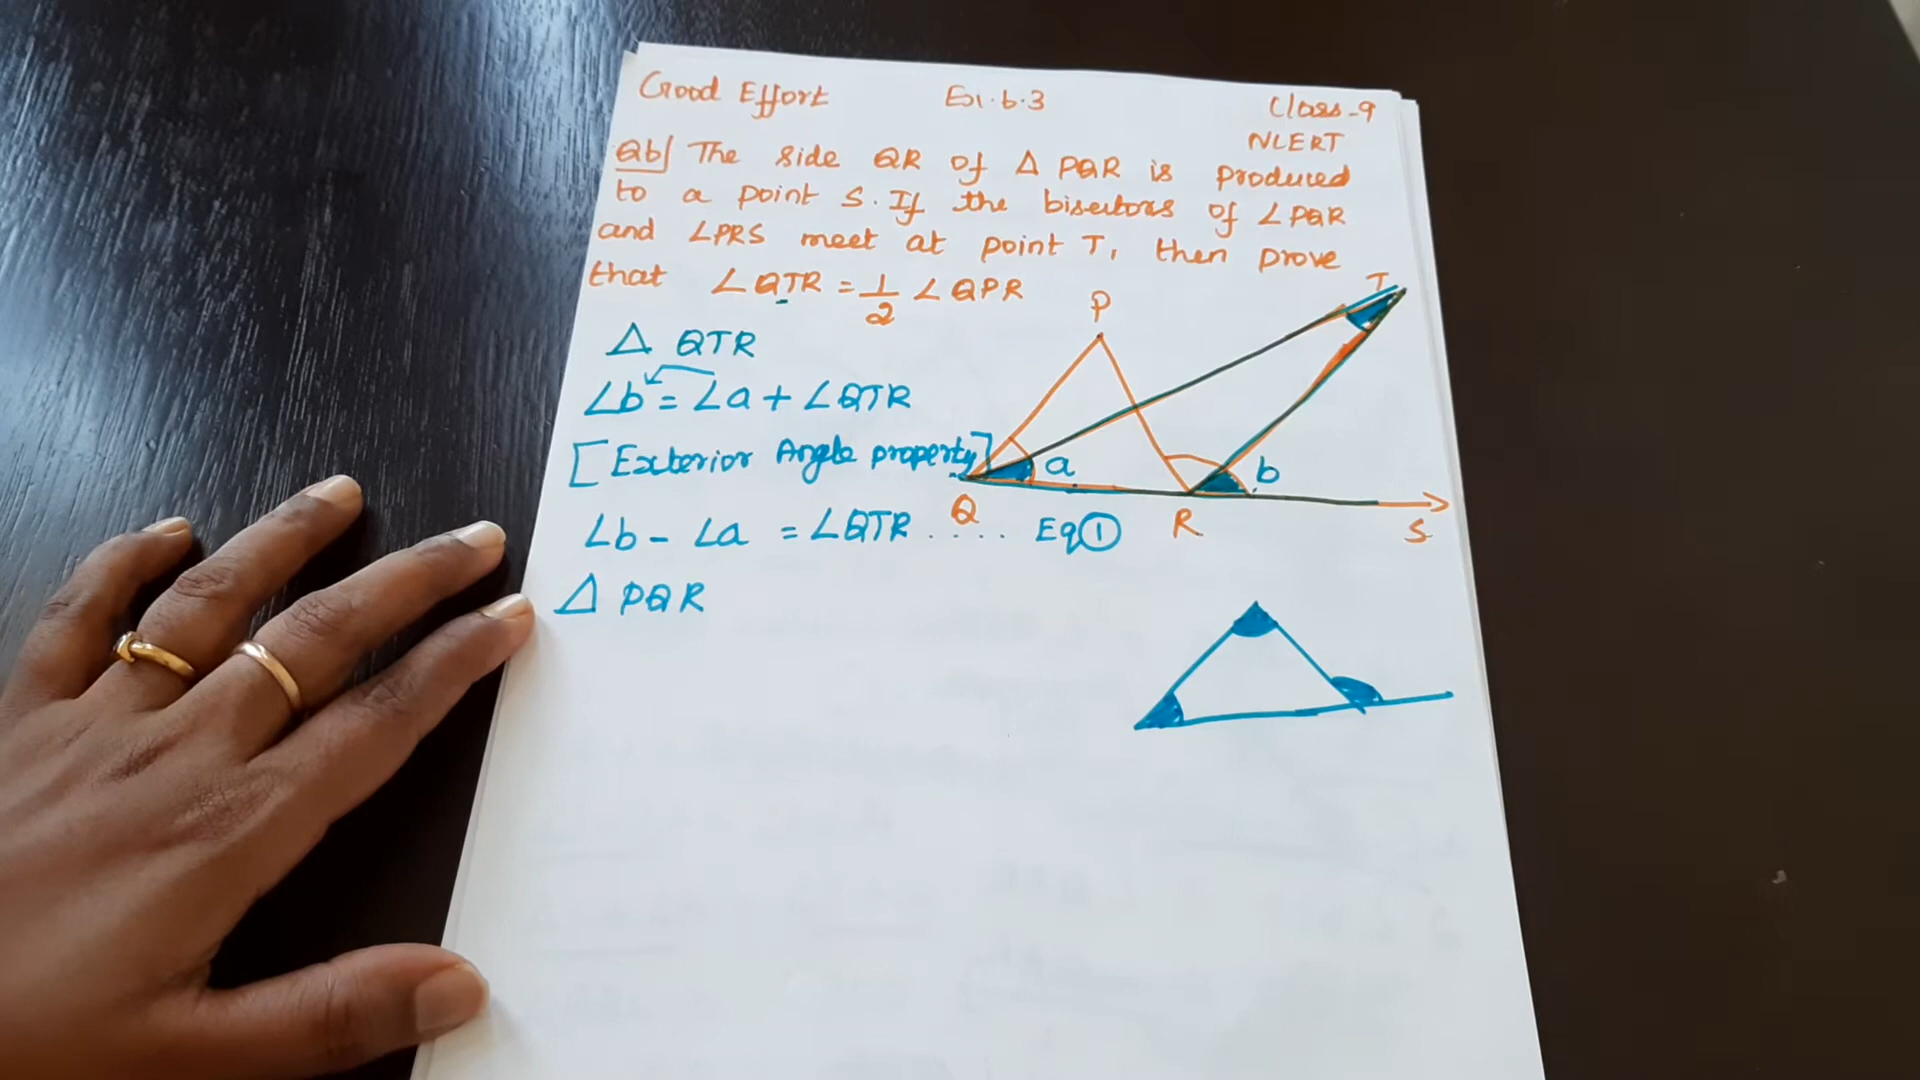 Good Effort Ex.6.3 Class-9
NCERT
Q6) The side QR of △ PQR is produced
to a point S. If the bisectors of ∠PQR
and ∠PRS meet at point T, then prove
that ∠QTR = 1/2 ∠QPR
T
P
△ QTR
∠b = ∠a + ∠QTR
[Exterior Angle property]
a
b
Q
R
S
∠b - ∠a = ∠QTR .... Eq①
△ PQR